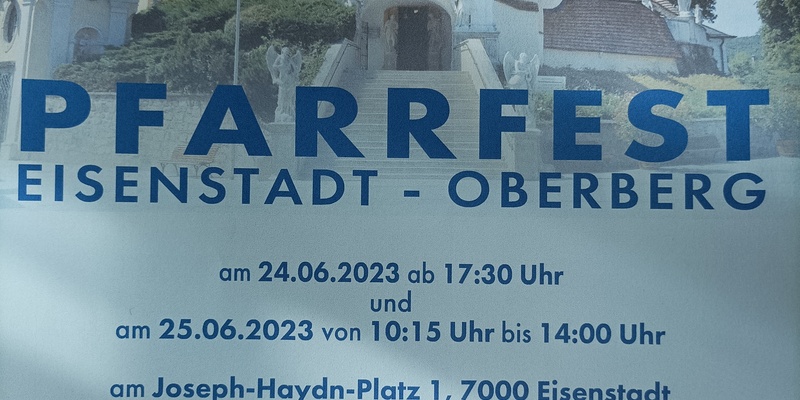 PFARRFEST
EISENSTADT - OBERBERG
am 24.06.2023 ab 17:30 Uhr
und
am 25.06.2023 von 10:15 Uhr bis 14:00 Uhr
am Joseph-Haydn-Platz 1, 7000 Eisenstadt